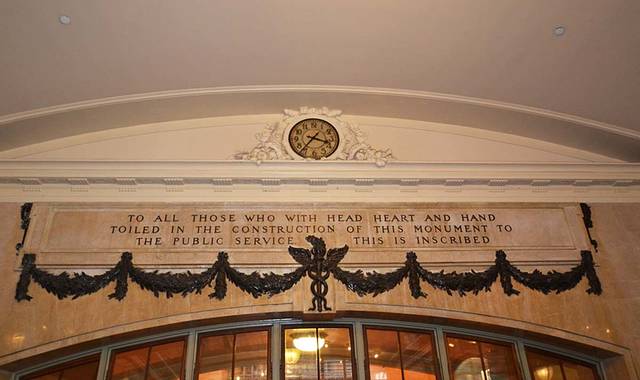 TO ALL THOSE WHO WITH HEAD HEART AND HAND
TOILED IN THE CONSTRUCTION OF THIS MONUMENT TO
THE PUBLIC SERVICE THIS IS INSCRIBED